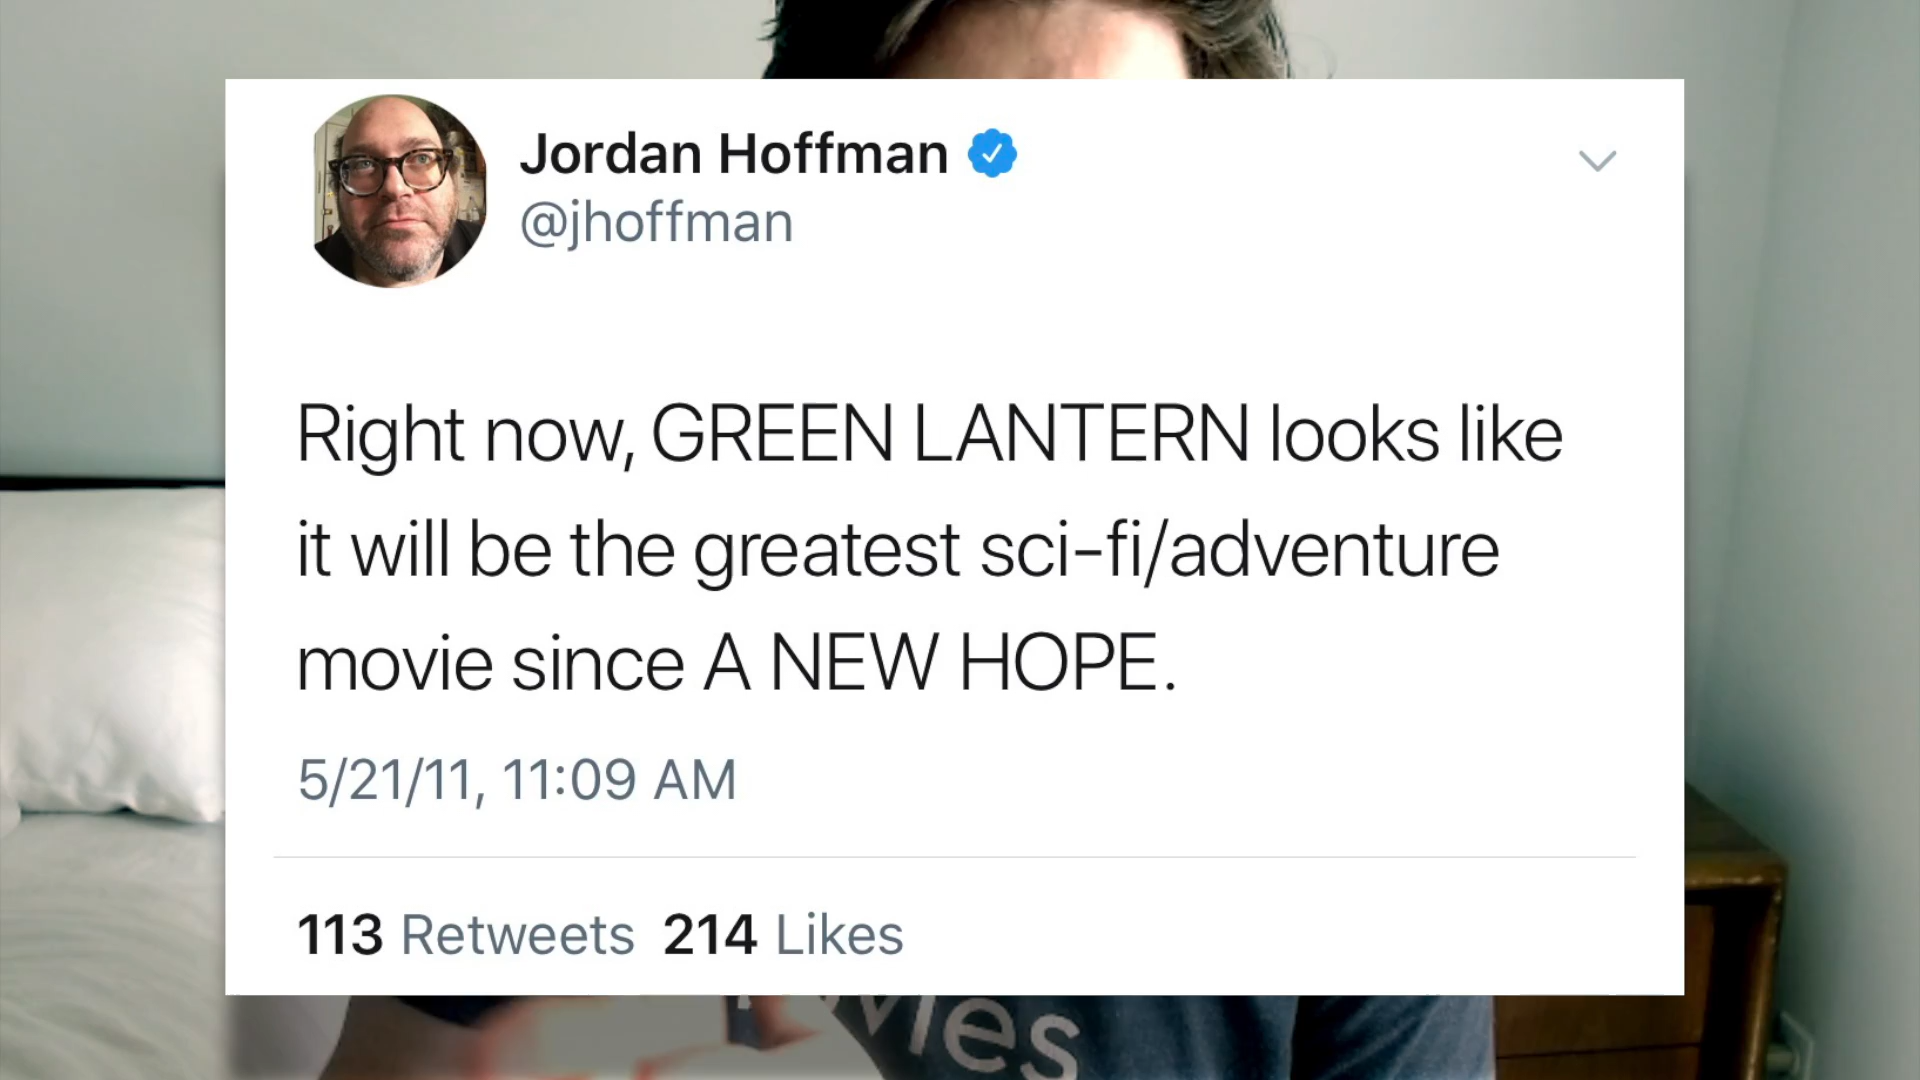 Jordan Hoffman
@jhoffman
Right now, GREEN LANTERN looks like
it will be the greatest sci-fi/adventure
movie since A NEW HOPE.
5/21/11, 11:09 AM
113 Retweets 214 Likes